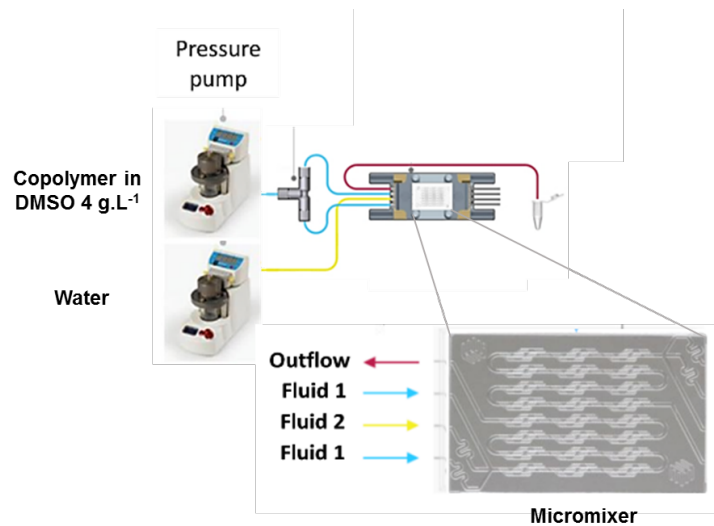 Pressure
pump
Copolymer in
DMSO 4 g.L-1
Water
Outflow
Fluid 1
Fluid 2
Fluid 1
Micromixer